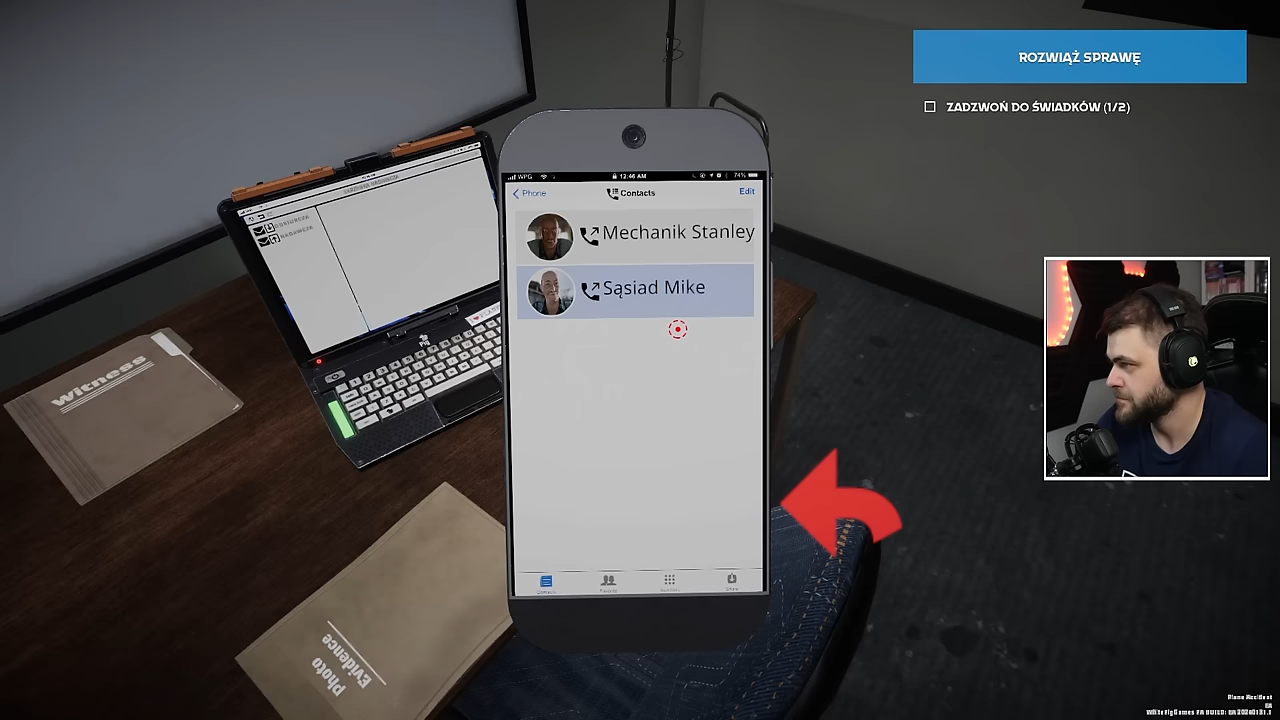 ROZWIĄŻ SPRAWĘ
ZADZWOŃ DO ŚWIADKÓW (1/2)
WPG
12:46 AM
74%
Phone
Contacts
Edit
Mechanik Stanley
Sąsiad Mike
Witness
Photo
Evidence